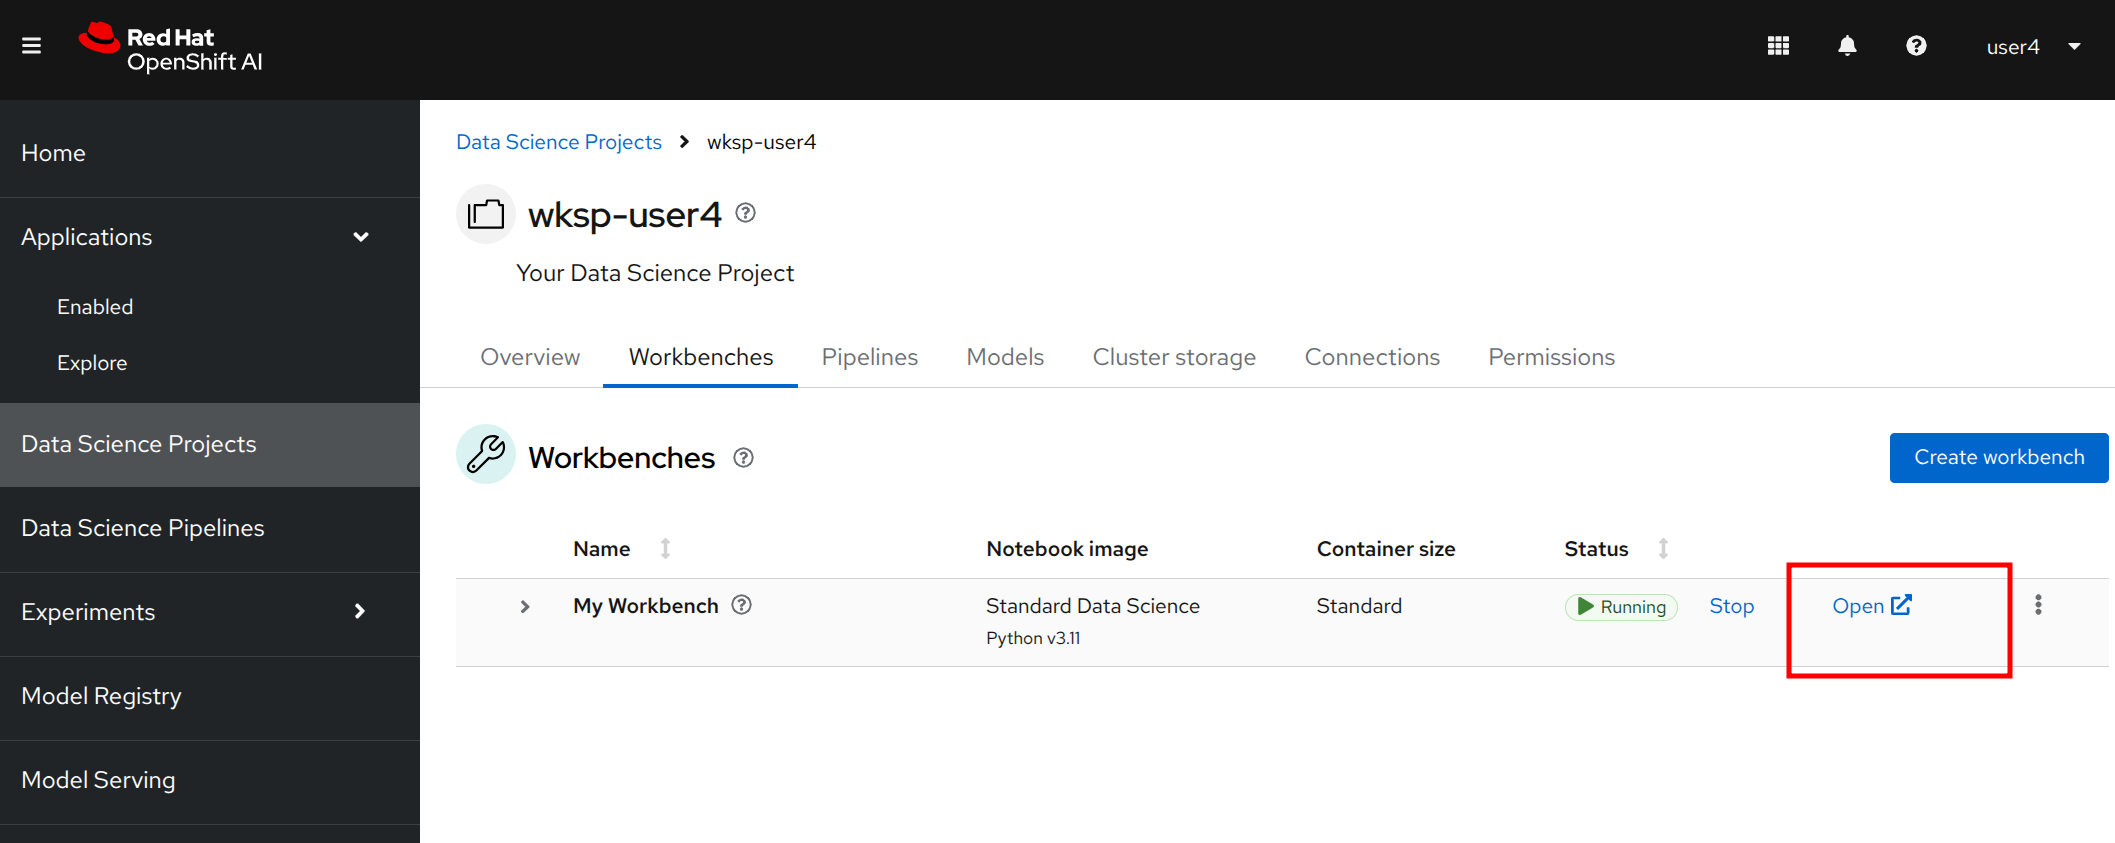 Red Hat
OpenShift AI
user4
Home
Applications
Enabled
Explore
Data Science Projects
Data Science Pipelines
Experiments
Model Registry
Model Serving
Data Science Projects > wksp-user4
wksp-user4
Your Data Science Project
Overview Workbenches Pipelines Models Cluster storage Connections Permissions
Workbenches
Create workbench
Name Notebook image Container size Status
My Workbench Standard Data Science Standard Running Stop Open
Python v3.11